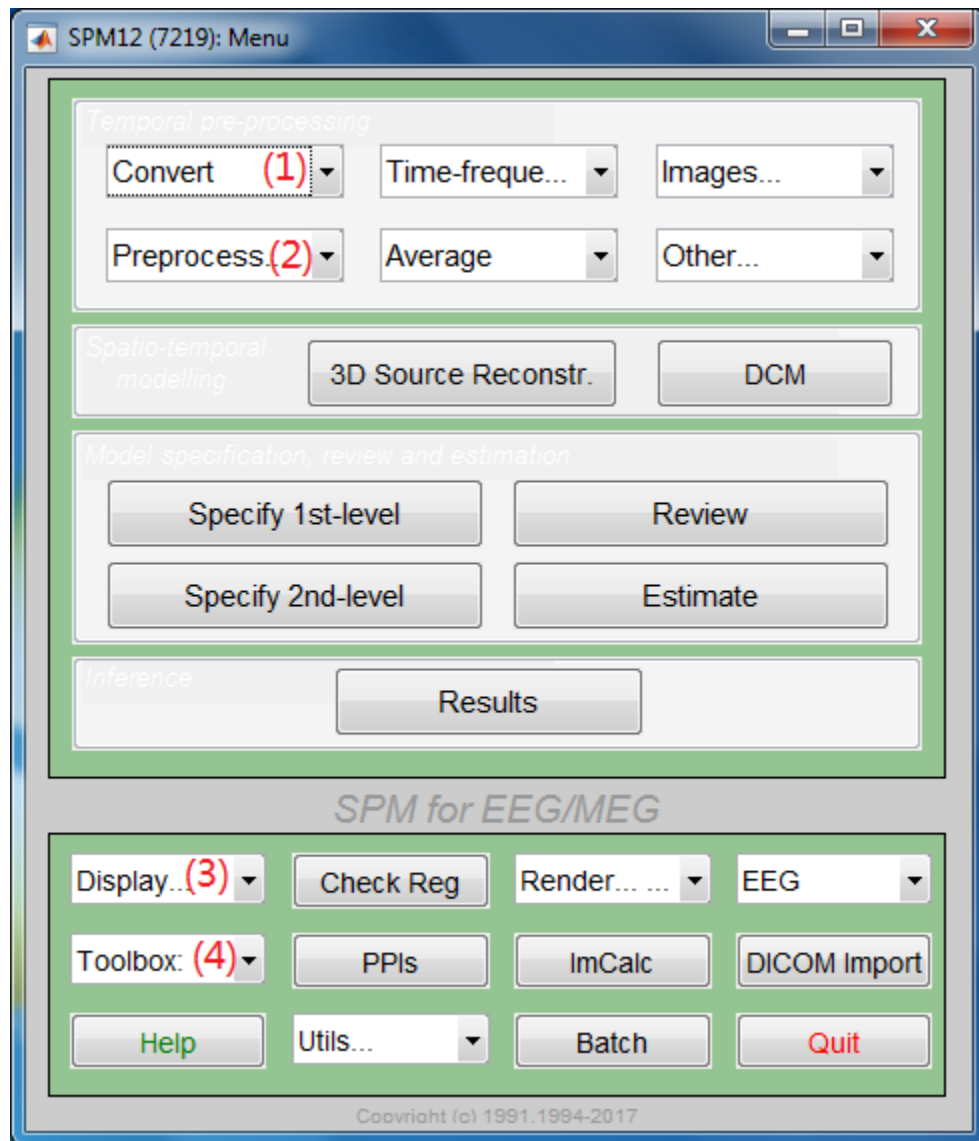 SPM12 (7219): Menu
Temporal pre-processing
Convert (1) Time-freque... Images...
Preprocess..(2) Average Other...
Spatio-temporal
modelling
3D Source Reconstr. DCM
Model specification, review and estimation
Specify 1st-level Review
Specify 2nd-level Estimate
Inference
Results
SPM for EEG/MEG
Display..(3) Check Reg Render... ... EEG
Toolbox: (4) PPIs ImCalc DICOM Import
Help Utils... Batch Quit
Copyright (c) 1991,1994-2017